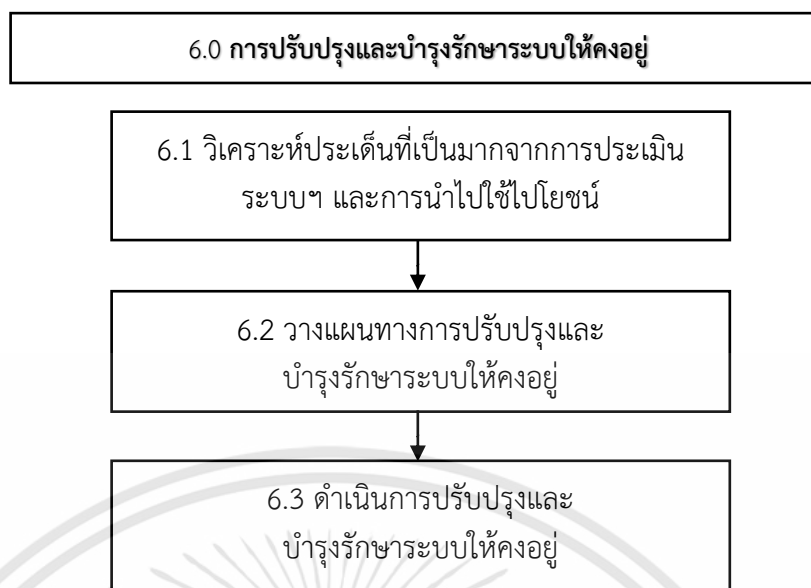 6.0 การปรับปรุงและบำรุงรักษาระบบให้คงอยู่
6.1 วิเคราะห์ประเด็นที่เป็นมากจากการประเมิน
ระบบฯ และการนำไปใช้ไปโยชน์
6.2 วางแผนทางการปรับปรุงและ
บำรุงรักษาระบบให้คงอยู่
6.3 ดำเนินการปรับปรุงและ
บำรุงรักษาระบบให้คงอยู่